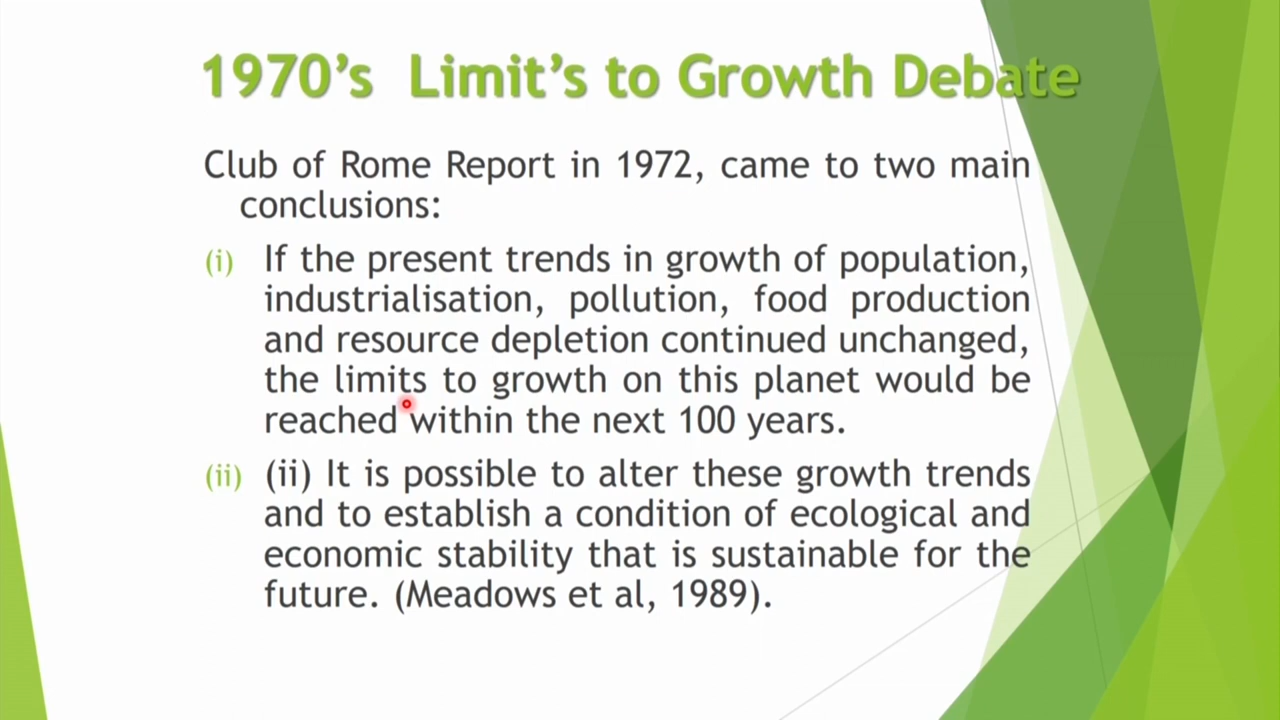 1970’s Limit’s to Growth Debate
Club of Rome Report in 1972, came to two main
conclusions:
(i) If the present trends in growth of population,
industrialisation, pollution, food production
and resource depletion continued unchanged,
the limits to growth on this planet would be
reached within the next 100 years.
(ii) (ii) It is possible to alter these growth trends
and to establish a condition of ecological and
economic stability that is sustainable for the
future. (Meadows et al, 1989).